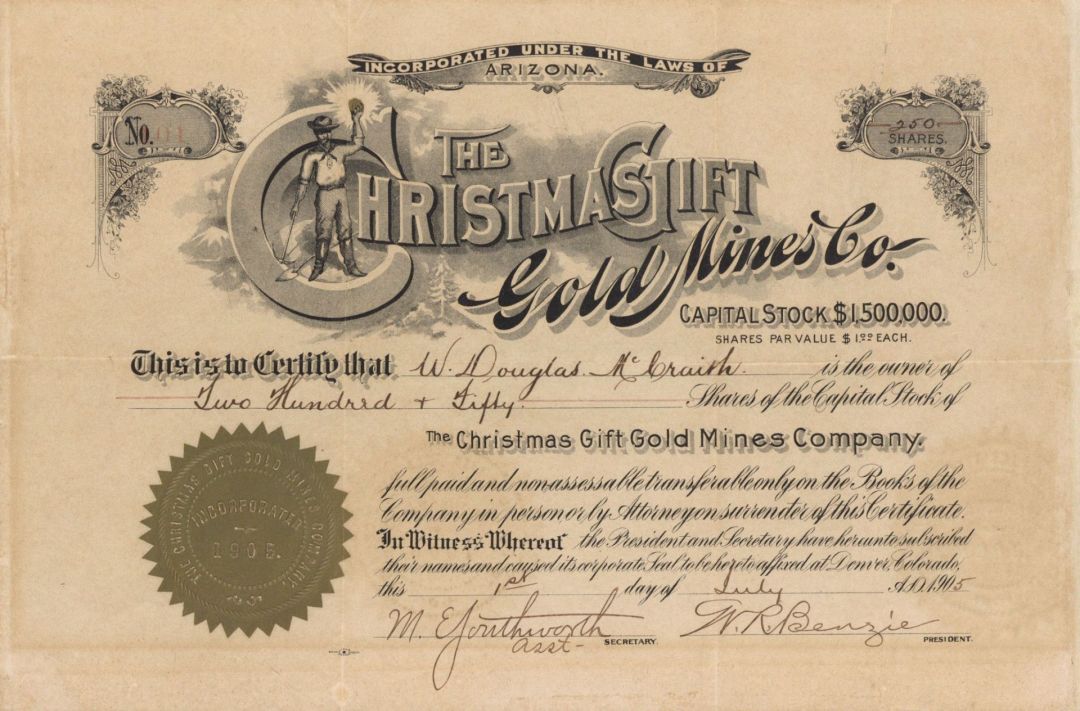 INCORPORATED UNDER THE LAWS OF
ARIZONA.
No.
250
SHARES.
THE
CHRISTMAS GIFT
Gold Mines Co.
CAPITAL STOCK $1,500,000.
SHARES PAR VALUE $1.00 EACH.
This is to Certify that W. Douglas McCraith. is the owner of
Two Hundred + Fifty. Shares of the Capital Stock of
The Christmas Gift Gold Mines Company.
full paid and non-assessable transferable only on the Books of the
Company in person or by Attorney on surrender of this Certificate.
In Witness Whereof the President and Secretary have hereunto subscribed
their names and caused its corporate Seal to be hereto affixed at Denver, Colorado,
this 1st day of July A.D. 1905
M. E. Southworth
Asst- SECRETARY.
W.R. Benzie PRESIDENT.
THE CHRISTMAS GIFT GOLD MINES COMPANY
INCORPORATED
1905.